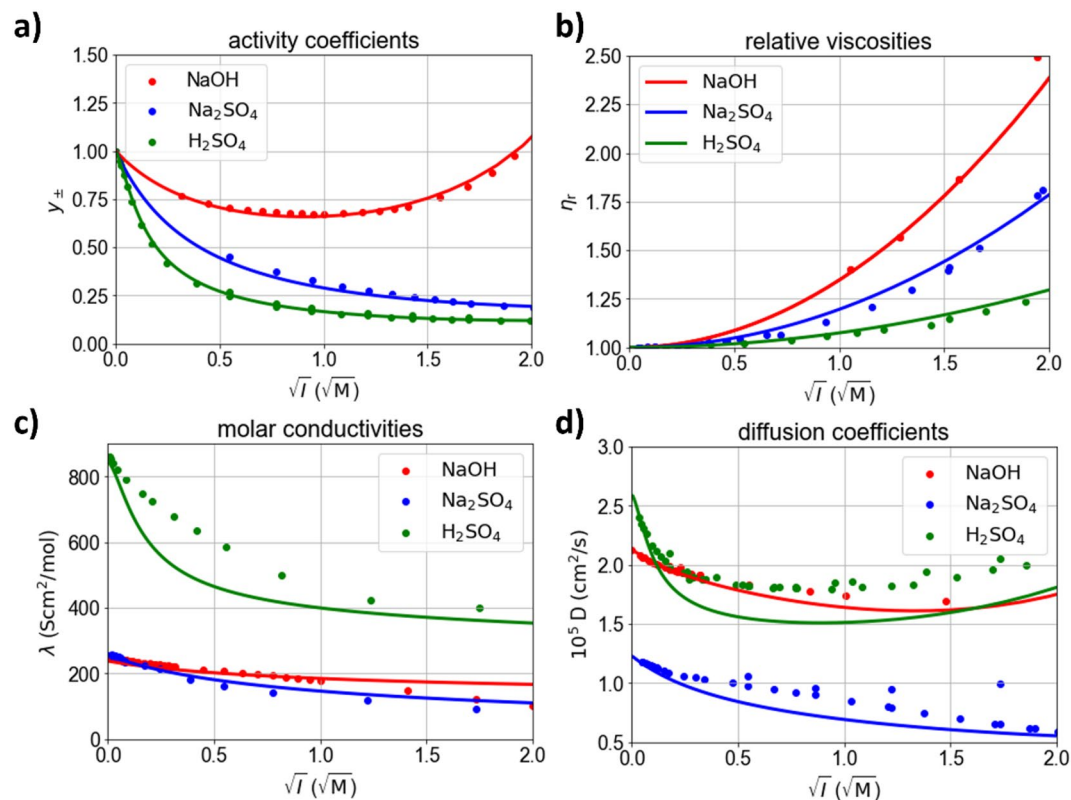 a)
activity coefficients
1.50
1.25
1.00
0.75
0.50
0.25
0.00
y±
NaOH
Na₂SO₄
H₂SO₄
0.0 0.5 1.0 1.5 2.0
√I (√M)
b)
relative viscosities
2.50
2.25
2.00
1.75
1.50
1.25
1.00
ηr
NaOH
Na₂SO₄
H₂SO₄
0.0 0.5 1.0 1.5 2.0
√I (√M)
c)
molar conductivities
800
600
400
200
0
λ (Scm²/mol)
NaOH
Na₂SO₄
H₂SO₄
0.0 0.5 1.0 1.5 2.0
√I (√M)
d)
diffusion coefficients
3.0
2.5
2.0
1.5
1.0
0.5
10⁵ D (cm²/s)
NaOH
Na₂SO₄
H₂SO₄
0.0 0.5 1.0 1.5 2.0
√I (√M)